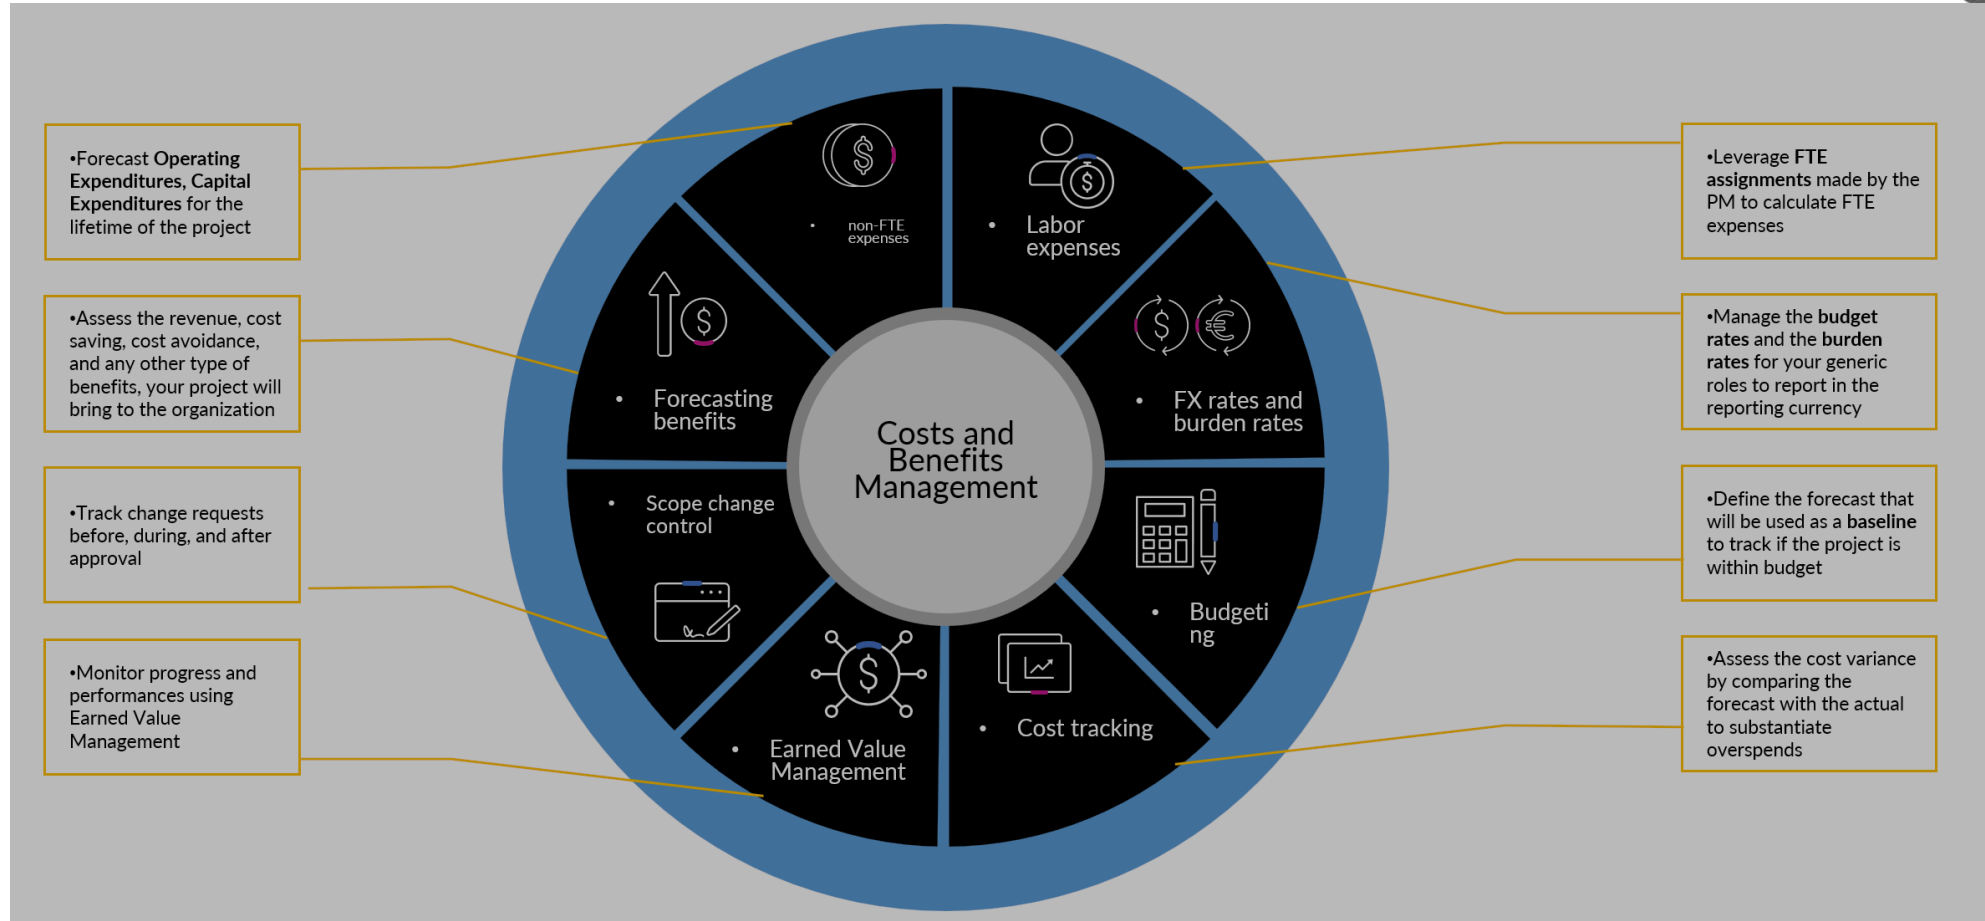 •Forecast Operating
Expenditures, Capital
Expenditures for the
lifetime of the project
•Assess the revenue, cost
saving, cost avoidance,
and any other type of
benefits, your project will
bring to the organization
•Track change requests
before, during, and after
approval
•Monitor progress and
performances using
Earned Value
Management
• non-FTE
expenses
• Labor
expenses
• Forecasting
benefits
• FX rates and
burden rates
Costs and
Benefits
Management
• Scope change
control
• Budgeti
ng
• Earned Value
Management
• Cost tracking
•Leverage FTE
assignments made by the
PM to calculate FTE
expenses
•Manage the budget
rates and the burden
rates for your generic
roles to report in the
reporting currency
•Define the forecast that
will be used as a baseline
to track if the project is
within budget
•Assess the cost variance
by comparing the
forecast with the actual
to substantiate
overspends